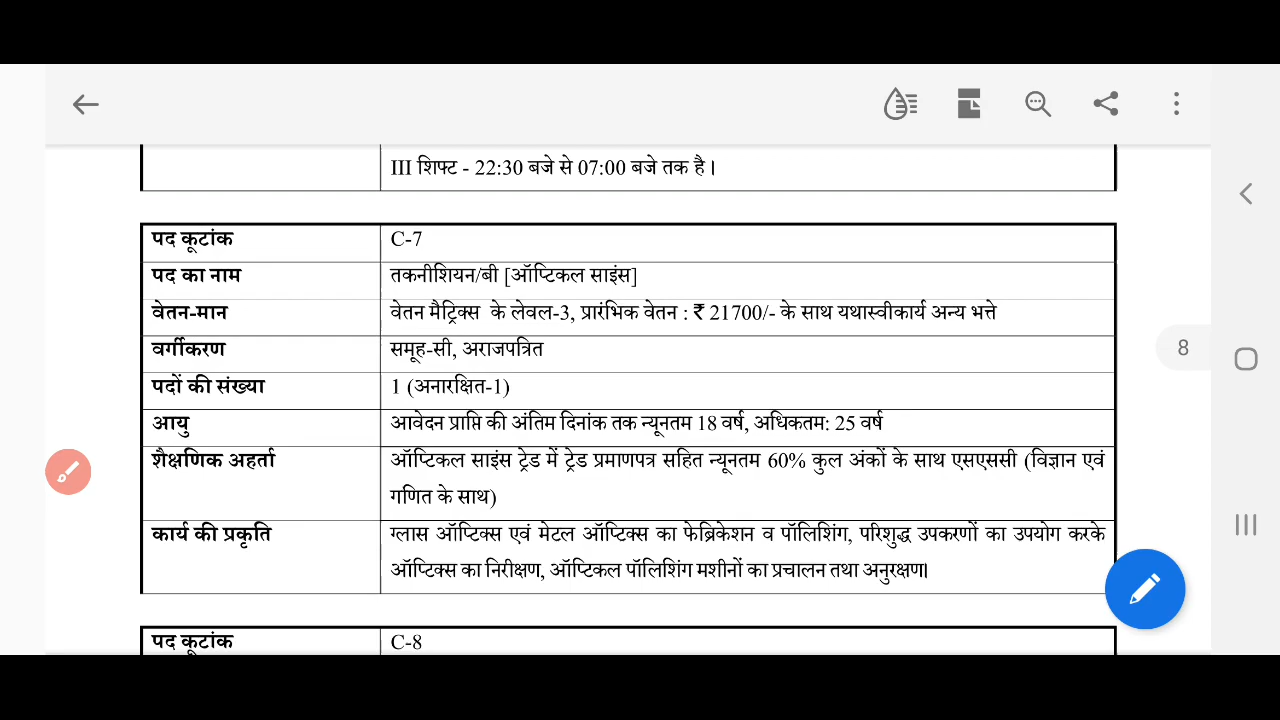 III शिफ्ट - 22:30 बजे से 07:00 बजे तक है।
पद कूटांक C-7
पद का नाम तकनीशियन/बी [ऑप्टिकल साइंस]
वेतन-मान वेतन मैट्रिक्स के लेवल-3, प्रारंभिक वेतन : ₹ 21700/- के साथ यथास्वीकार्य अन्य भत्ते
वर्गीकरण समूह-सी, अराजपत्रित
8
पदों की संख्या 1 (अनारक्षित-1)
आयु आवेदन प्राप्ति की अंतिम दिनांक तक न्यूनतम 18 वर्ष, अधिकतम: 25 वर्ष
शैक्षणिक अहर्ता ऑप्टिकल साइंस ट्रेड में ट्रेड प्रमाणपत्र सहित न्यूनतम 60% कुल अंकों के साथ एसएससी (विज्ञान एवं
गणित के साथ)
कार्य की प्रकृति ग्लास ऑप्टिक्स एवं मेटल ऑप्टिक्स का फेब्रिकेशन व पॉलिशिंग, परिशुद्ध उपकरणों का उपयोग करके
ऑप्टिक्स का निरीक्षण, ऑप्टिकल पॉलिशिंग मशीनों का प्रचालन तथा अनुरक्षण।
पद कूटांक C-8